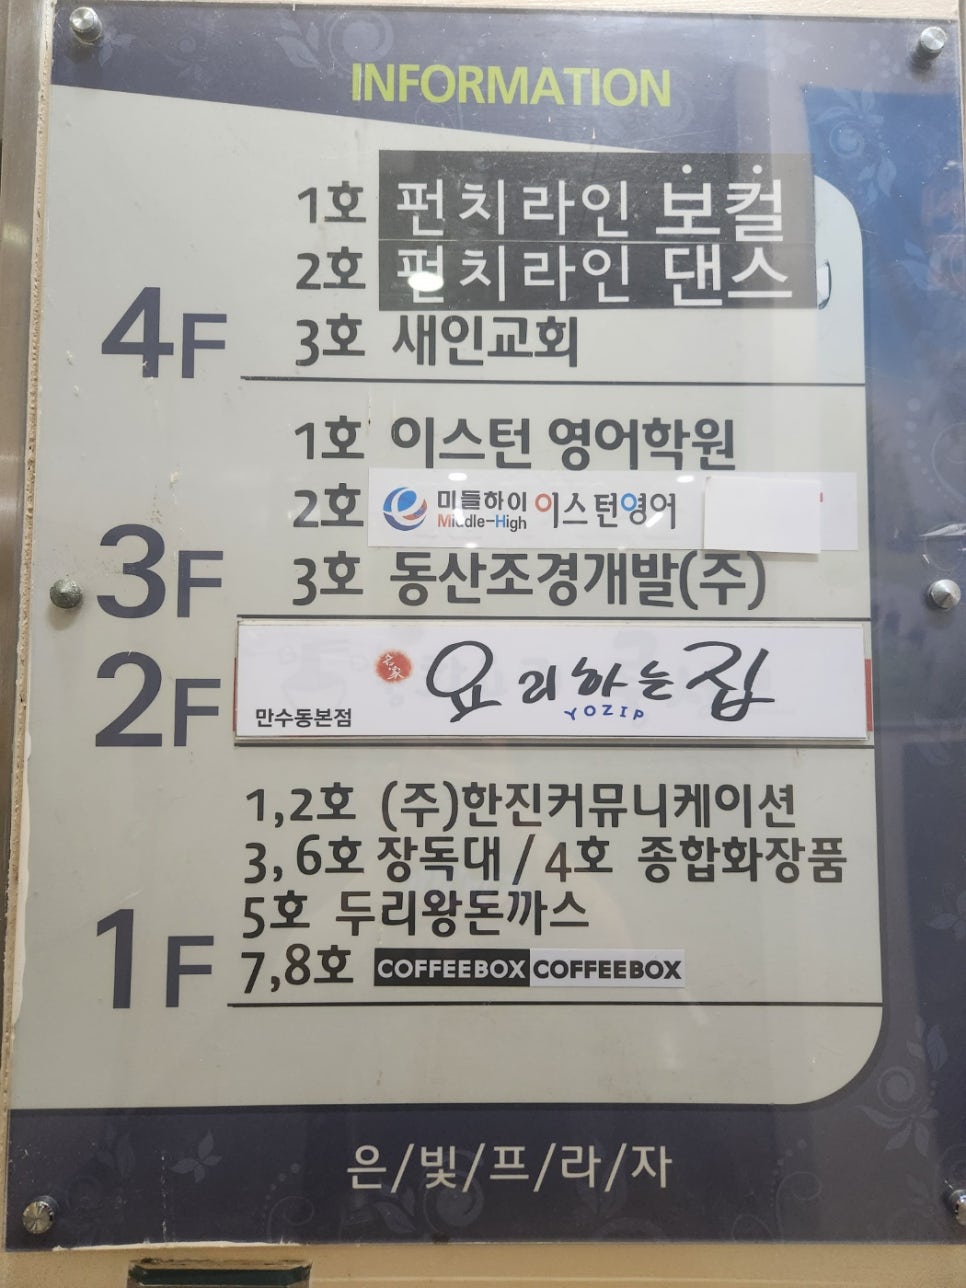 INFORMATION
4F
1호 펀치라인 보컬
2호 펀치라인 댄스
3호 새인교회
3F
1호 이스턴 영어학원
2호 미들하이 Middle-High 이스턴영어
3호 동산조경개발(주)
2F
만수동본점 名家 요리하는집
YOZIP
1F
1,2호 (주)한진커뮤니케이션
3,6호 장독대 / 4호 종합화장품
5호 두리왕돈까스
7,8호 COFFEEBOX COFFEEBOX
은/빛/프/라/자